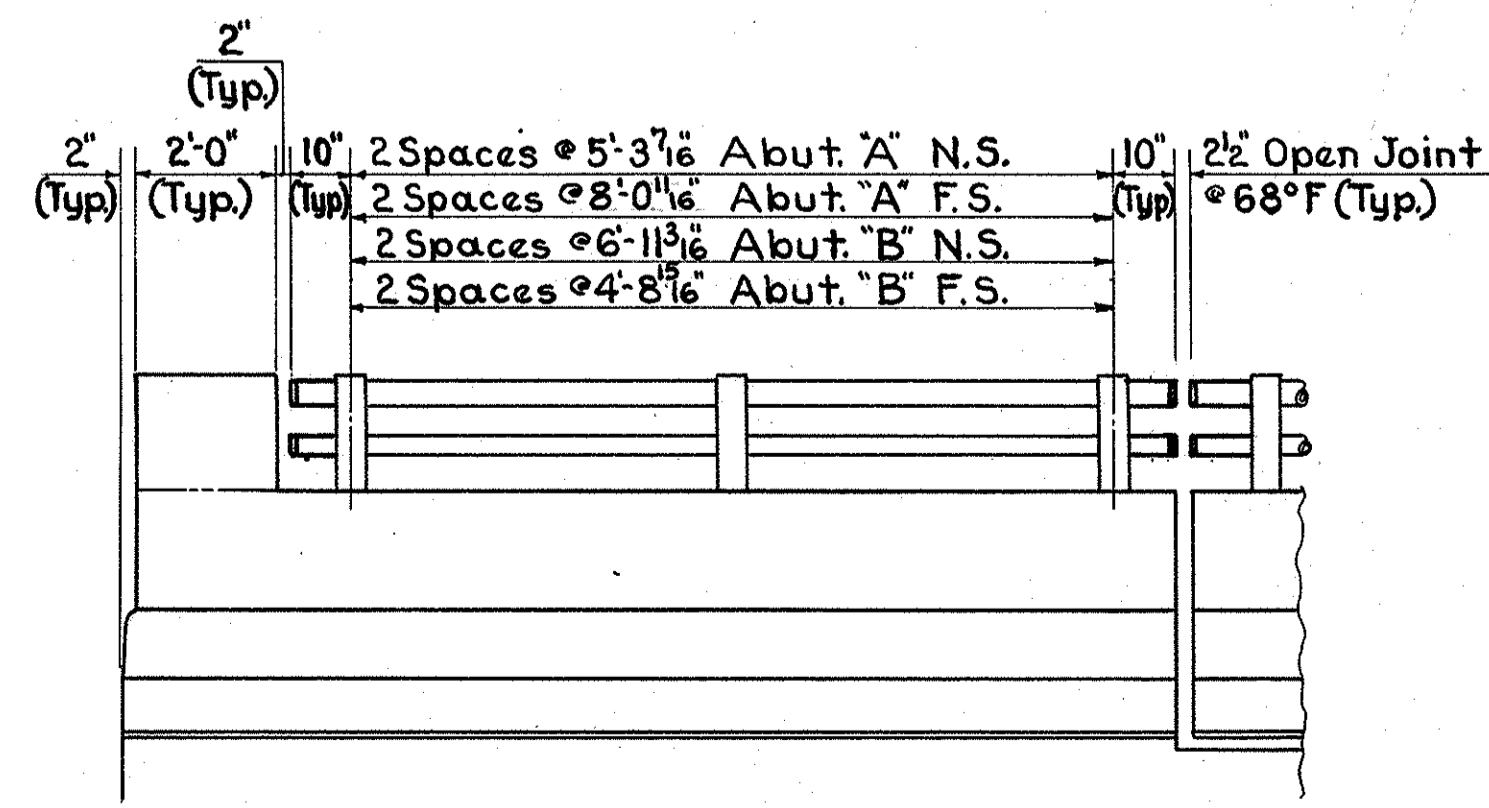 2"
(Typ.)
2" 2'-0" 10" 2 Spaces @ 5'-3 7/16" Abut. "A" N.S. 10" 2 1/2" Open Joint
(Typ.) (Typ.) (Typ) 2 Spaces @ 8'-0 11/16" Abut. "A" F.S. (Typ) @ 68°F (Typ.)
2 Spaces @ 6'-11 3/16" Abut. "B" N.S.
2 Spaces @ 4'-8 15/16" Abut. "B" F.S.